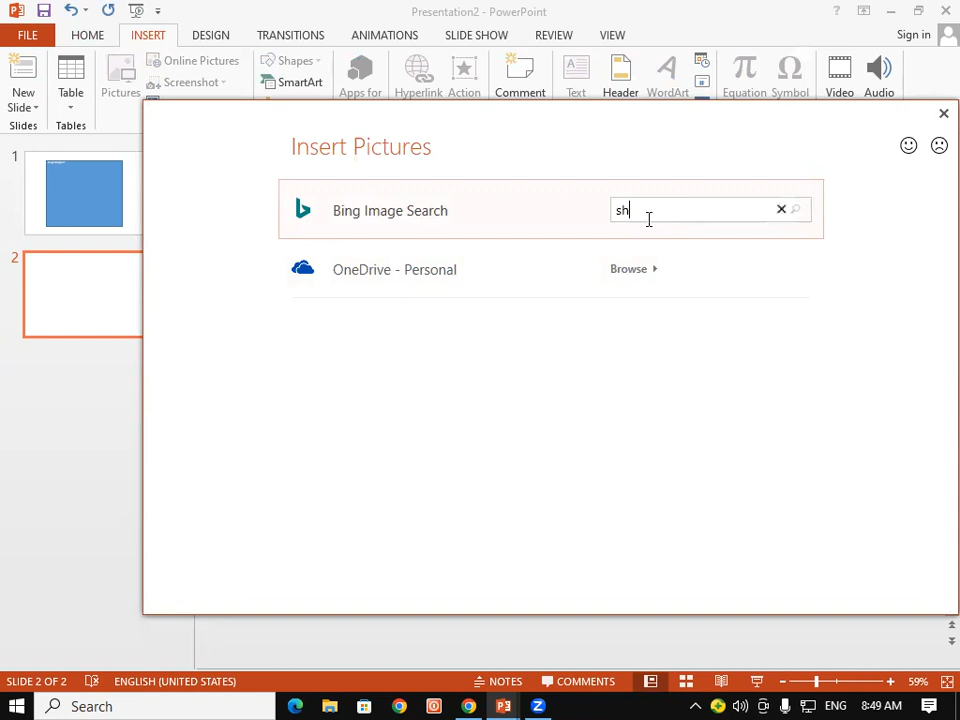 Presentation2 - PowerPoint
?
FILE HOME INSERT DESIGN TRANSITIONS ANIMATIONS SLIDE SHOW REVIEW VIEW Sign in
New Slide
Table
Pictures
Online Pictures
Screenshot
Shapes
SmartArt
Apps for
Hyperlink
Action
Comment
Text
Header
WordArt
Equation
Symbol
Video
Audio
Slides
Tables
Insert Pictures
Bing Image Search
sh
OneDrive - Personal
Browse
1
2
SLIDE 2 OF 2
ENGLISH (UNITED STATES)
NOTES
COMMENTS
59%
Search
ENG
8:49 AM